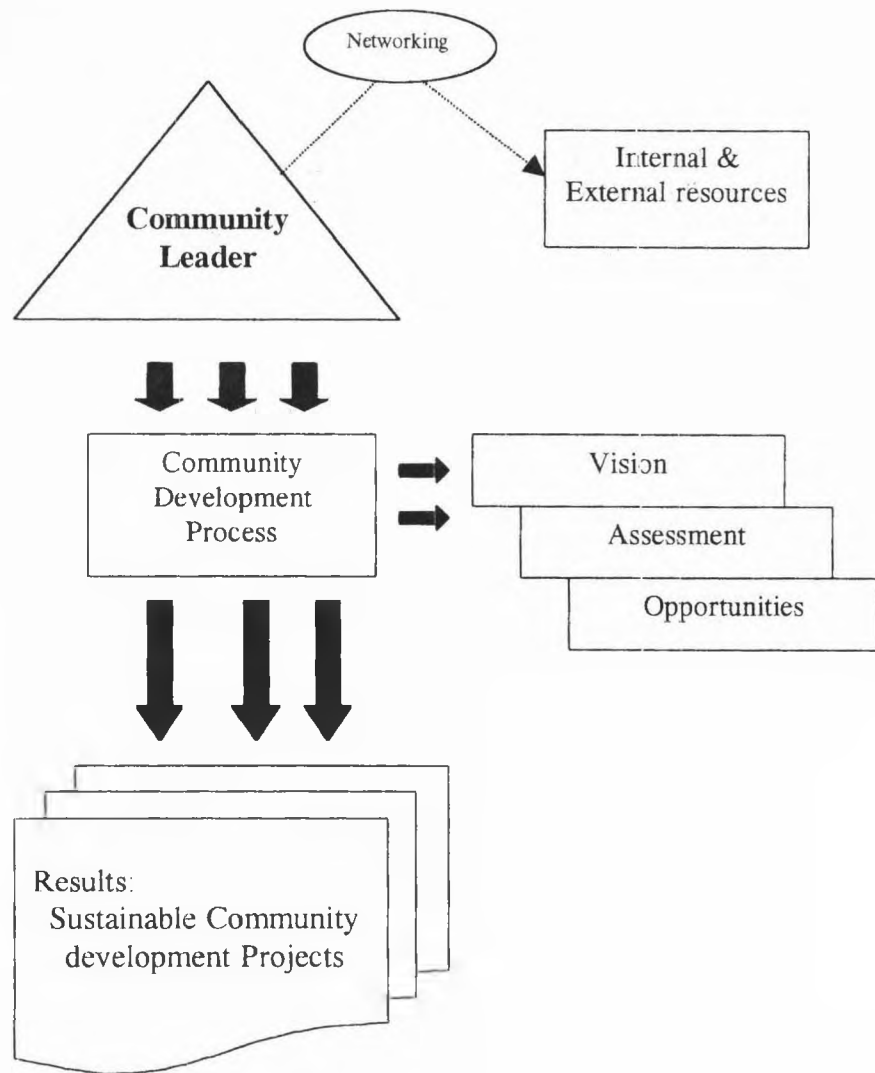 Networking
Internal &
External resources
Community
Leader
Community
Development
Process
Vision
Assessment
Opportunities
Results:
Sustainable Community
development Projects